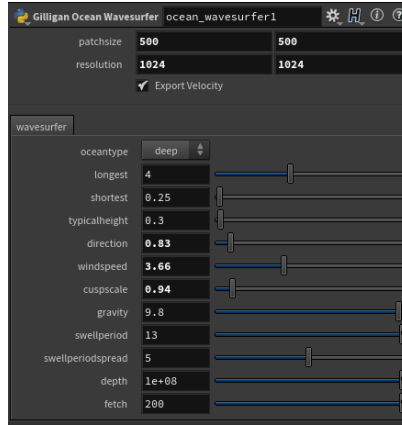 Gilligan Ocean Wavesurfer ocean_wavesurfer1
patchsize 500 500
resolution 1024 1024
Export Velocity
wavesurfer
oceantype deep
longest 4
shortest 0.25
typicalheight 0.3
direction 0.83
windspeed 3.66
cuspscale 0.94
gravity 9.8
swellperiod 13
swellperiodspread 5
depth 1e+08
fetch 200